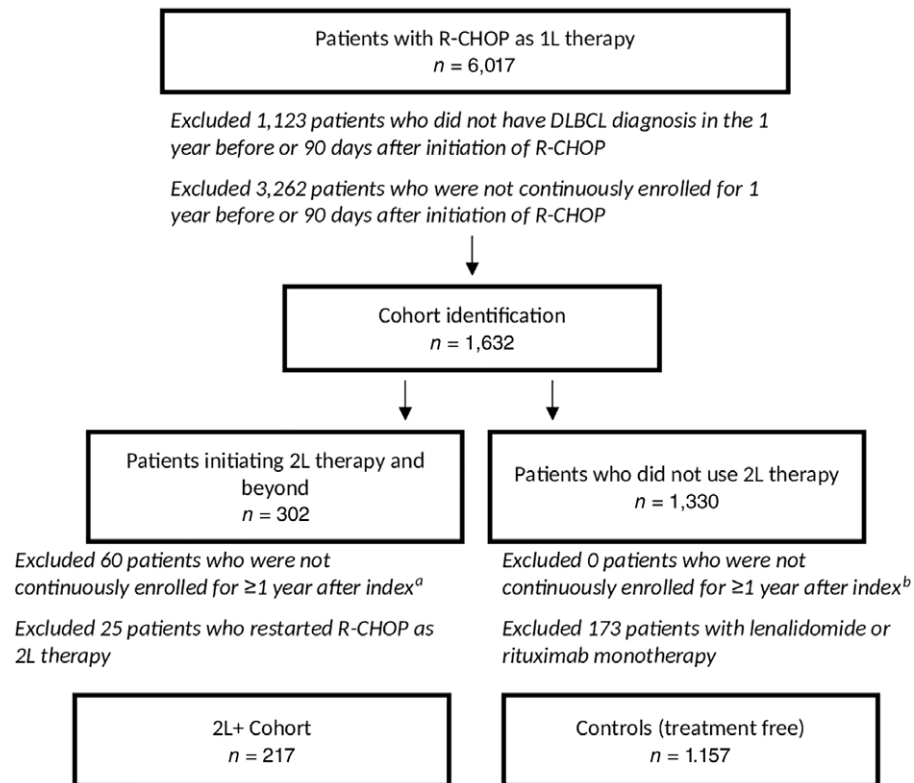 Patients with R-CHOP as 1L therapy
n = 6,017
Excluded 1,123 patients who did not have DLBCL diagnosis in the 1
year before or 90 days after initiation of R-CHOP
Excluded 3,262 patients who were not continuously enrolled for 1
year before or 90 days after initiation of R-CHOP
Cohort identification
n = 1,632
Patients initiating 2L therapy and
beyond
n = 302
Patients who did not use 2L therapy
n = 1,330
Excluded 60 patients who were not
continuously enrolled for ≥1 year after indexᵃ
Excluded 25 patients who restarted R-CHOP as
2L therapy
Excluded 0 patients who were not
continuously enrolled for ≥1 year after indexᵇ
Excluded 173 patients with lenalidomide or
rituximab monotherapy
2L+ Cohort
n = 217
Controls (treatment free)
n = 1.157